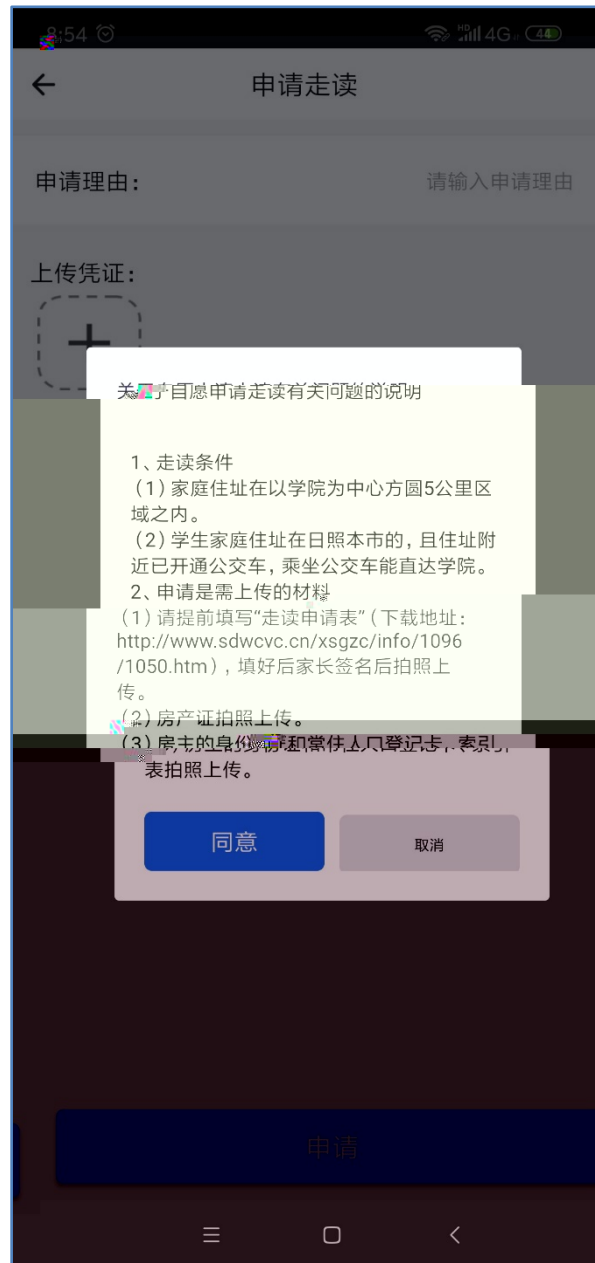 8:54
4G 44
申请走读
申请理由：
请输入申请理由
上传凭证：
关于自愿申请走读有关问题的说明
1、走读条件
（1）家庭住址在以学院为中心方圆5公里区
域之内。
（2）学生家庭住址在日照本市的，且住址附
近已开通公交车，乘坐公交车能直达学院。
2、申请是需上传的材料
（1）请提前填写“走读申请表”（下载地址：
http://www.sdwcvc.cn/xsgzc/info/1096
/1050.htm），填好后家长签名后拍照上
传。
（2）房产证拍照上传。
（3）房主的身份证和常住人口登记卡、索引
表拍照上传。
同意
取消
申请